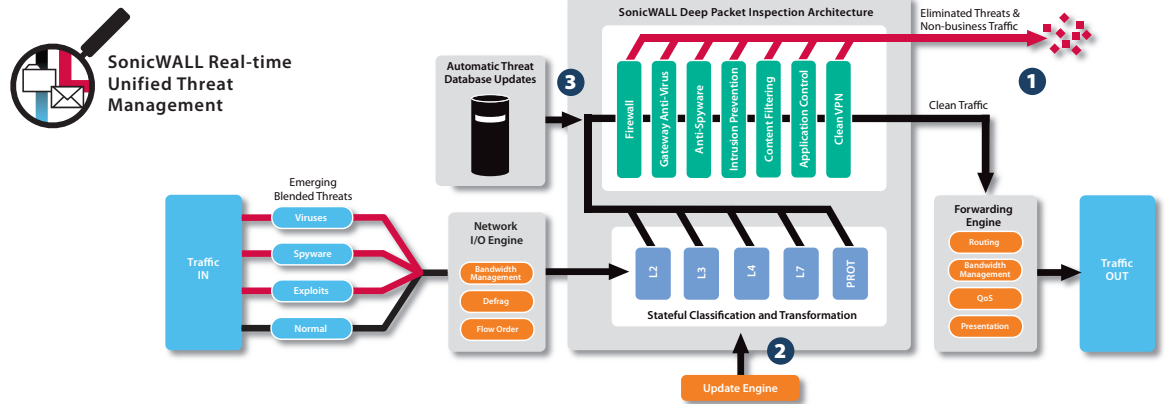 SonicWALL Real-time
Unified Threat
Management
SonicWALL Deep Packet Inspection Architecture
Eliminated Threats &
Non-business Traffic
1
Automatic Threat
Database Updates
3
Firewall
Gateway Anti-Virus
Anti-Spyware
Intrusion Prevention
Content Filtering
Application Control
Clean VPN
Clean Traffic
Emerging
Blended Threats
Traffic
IN
Viruses
Spyware
Exploits
Normal
Network
I/O Engine
Bandwidth
Management
Defrag
Flow Order
L2
L3
L4
L7
PROT
Stateful Classification and Transformation
2
Update Engine
Forwarding
Engine
Routing
Bandwidth
Management
QoS
Presentation
Traffic
OUT